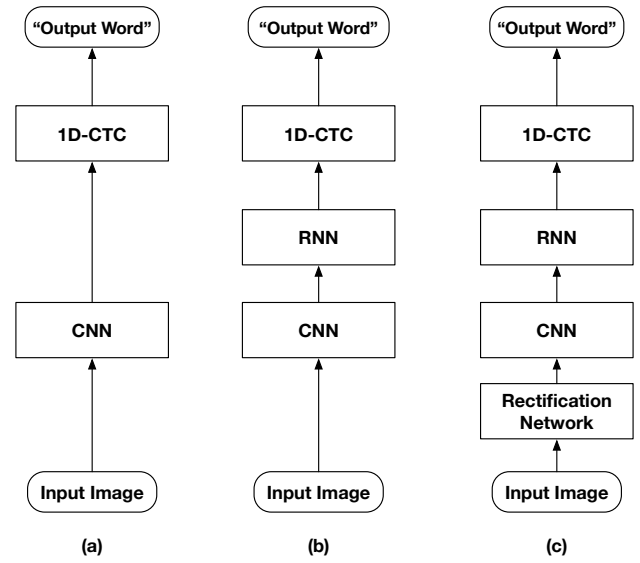 “Output Word” “Output Word” “Output Word”
1D-CTC 1D-CTC 1D-CTC
RNN RNN
CNN CNN CNN
Rectification
Network
Input Image Input Image Input Image
(a) (b) (c)